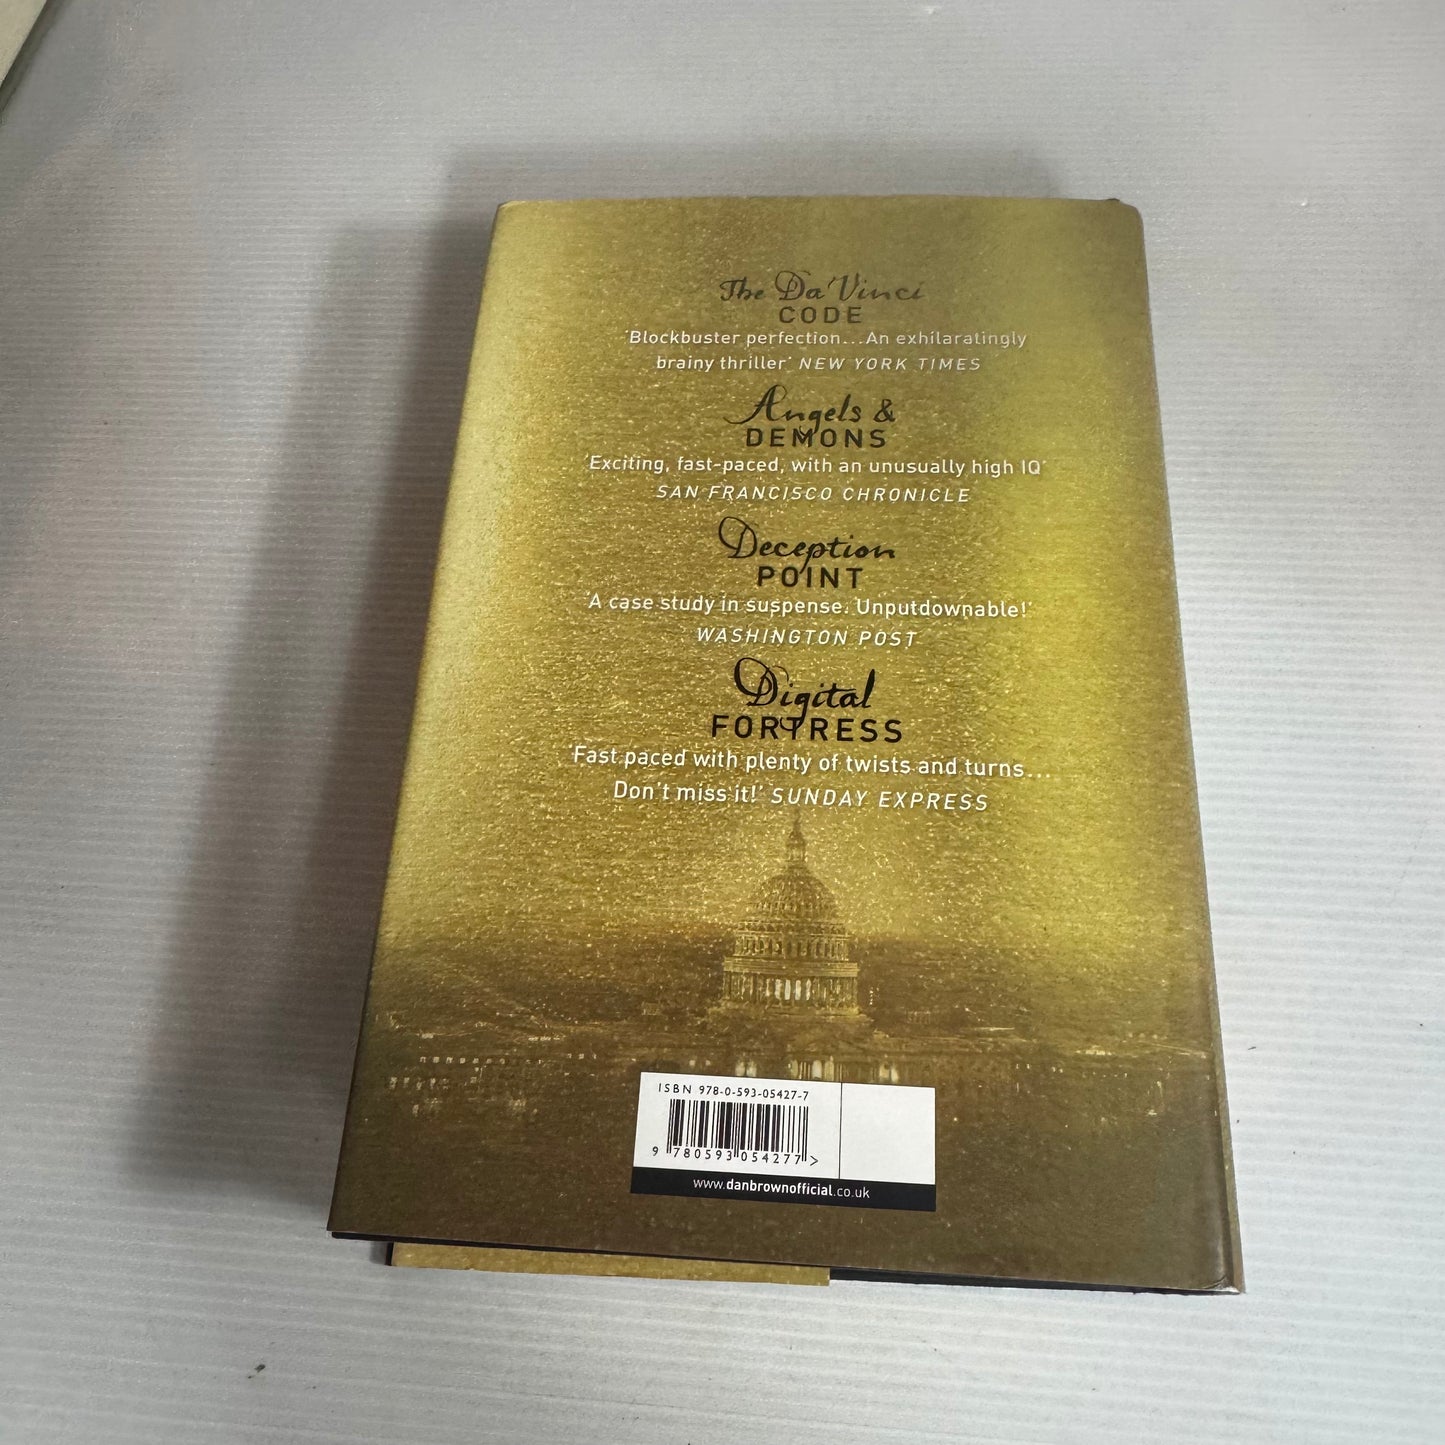 The Da Vinci
CODE
'Blockbuster perfection...An exhilaratingly
brainy thriller' NEW YORK TIMES
Angels &
DEMONS
'Exciting, fast-paced, with an unusually high IQ'
SAN FRANCISCO CHRONICLE
Deception
POINT
'A case study in suspense. Unputdownable!'
WASHINGTON POST
Digital
FORTRESS
'Fast paced with plenty of twists and turns....
Don't miss it!' SUNDAY EXPRESS
ISBN 978-0-593-05427-7
9 780593 054277 >
www.danbrownofficial.co.uk